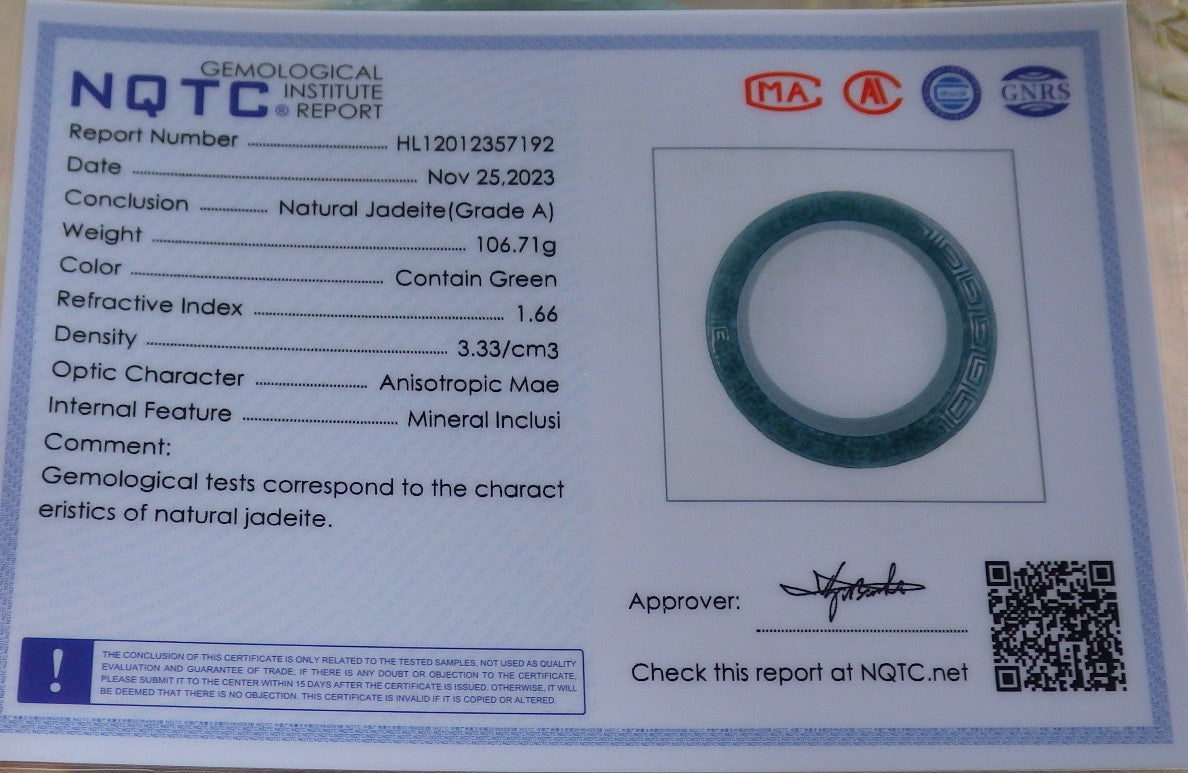 NQTC® GEMOLOGICAL
INSTITUTE
REPORT
MA
GNRS
Report Number HL12012357192
Date Nov 25,2023
Conclusion Natural Jadeite(Grade A)
Weight 106.71g
Color Contain Green
Refractive Index 1.66
Density 3.33/cm3
Optic Character Anisotropic Mae
Internal Feature Mineral Inclusi
Comment:
Gemological tests correspond to the charact
eristics of natural jadeite.
Approver:
Check this report at NQTC.net
!
THE CONCLUSION OF THIS CERTIFICATE IS ONLY RELATED TO THE TESTED SAMPLES, NOT USED AS QUALITY
EVALUATION AND GUARANTEE OF TRADE. IF THERE IS ANY DOUBT OR OBJECTION TO THE CERTIFICATE,
PLEASE SUBMIT IT TO THE CENTER WITHIN 15 DAYS AFTER THE CERTIFICATE IS ISSUED. OTHERWISE, IT WILL
BE DEEMED THAT THERE IS NO OBJECTION. THIS CERTIFICATE IS INVALID IF IT IS COPIED OR ALTERED.